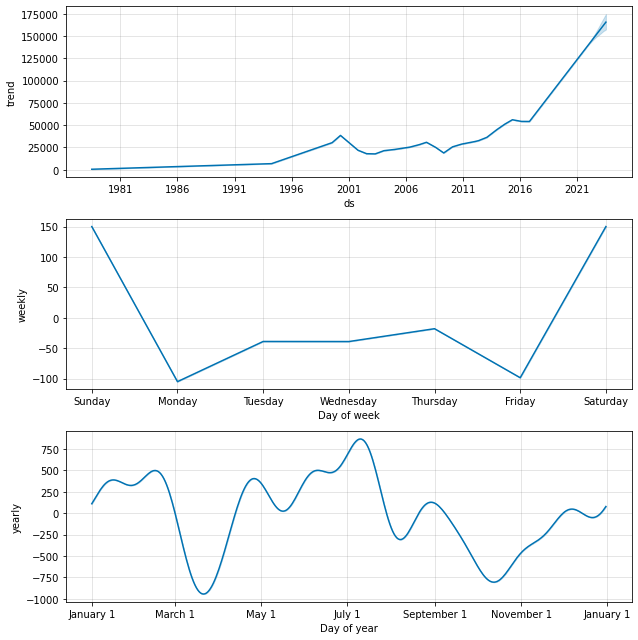 175000
150000
125000
100000
75000
50000
25000
0
trend
1981 1986 1991 1996 2001 2006 2011 2016 2021
ds
150
100
50
0
−50
−100
weekly
Sunday Monday Tuesday Wednesday Thursday Friday Saturday
Day of week
750
500
250
0
−250
−500
−750
−1000
yearly
January 1 March 1 May 1 July 1 September 1 November 1 January 1
Day of year